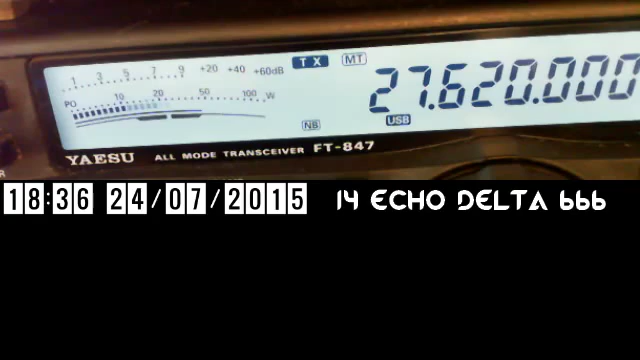 1 3 5 7 9 +20 +40 +60dB TX MT
PO 10 20 50 100 W 27.620.000
NB USB
YAESU ALL MODE TRANSCEIVER FT-847
18:36 24/07/2015 14 ECHO DELTA 666